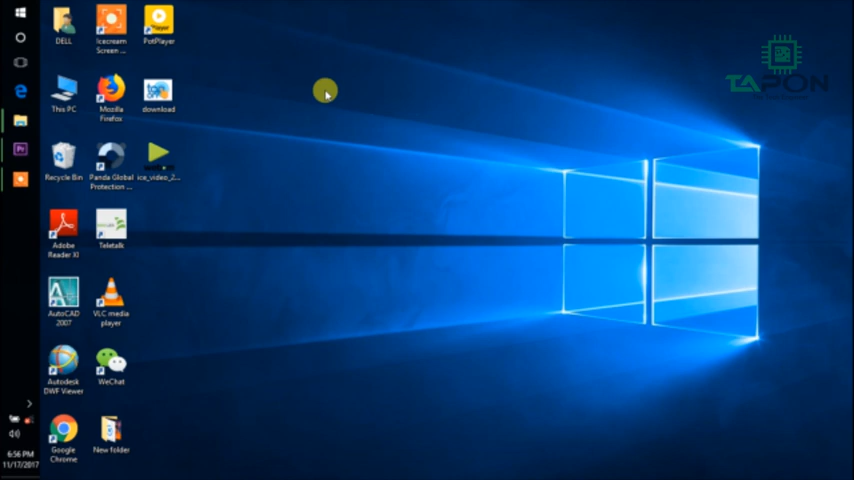 DELL
Icecream
Screen ...
PotPlayer
This PC
Mozilla
Firefox
download
Recycle Bin
Panda Global
Protection ...
ice_video_2...
Adobe
Reader XI
Teletalk
AutoCAD
2007
VLC media
player
Autodesk
DWF Viewer
WeChat
Google
Chrome
New folder
6:56 PM
11/17/2017
TAPON